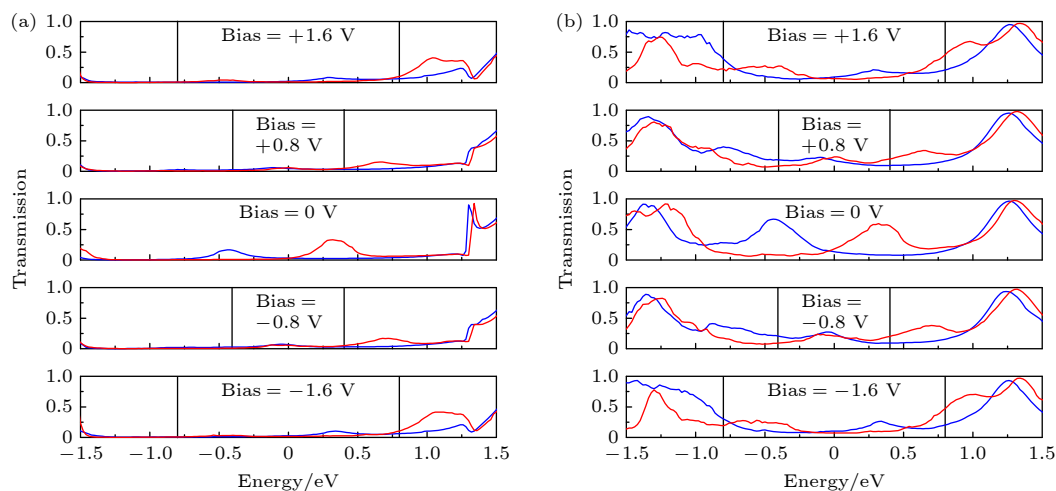 (a)
Transmission
1.0
0.5
0
Bias = +1.6 V
1.0
0.5
0
Bias =
+0.8 V
1.0
0.5
0
Bias = 0 V
1.0
0.5
0
Bias =
−0.8 V
1.0
0.5
0
Bias = −1.6 V
−1.5 −1.0 −0.5 0 0.5 1.0 1.5
Energy/eV
(b)
Transmission
1.0
0.5
0
Bias = +1.6 V
1.0
0.5
0
Bias =
+0.8 V
1.0
0.5
0
Bias = 0 V
1.0
0.5
0
Bias =
−0.8 V
1.0
0.5
0
Bias = −1.6 V
−1.5 −1.0 −0.5 0 0.5 1.0 1.5
Energy/eV